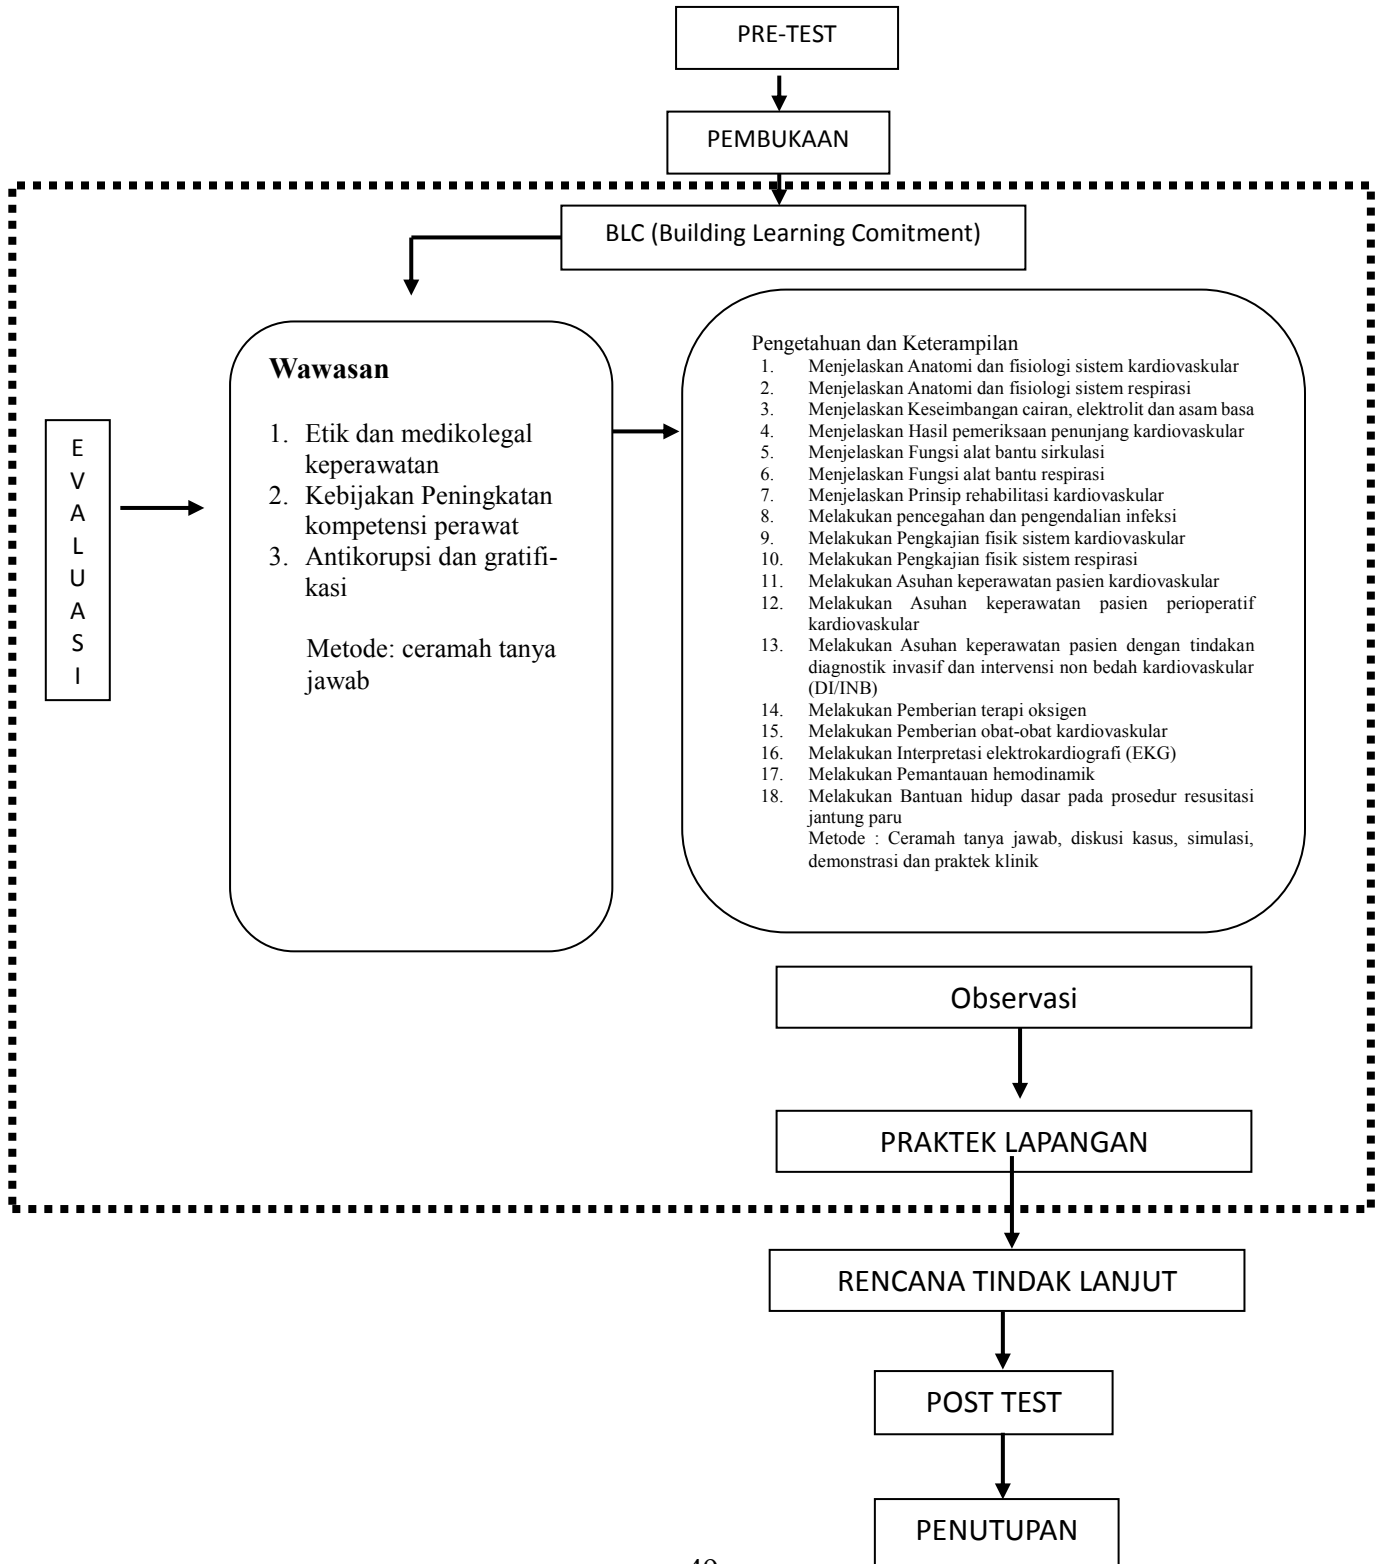 PRE-TEST
PEMBUKAAN
BLC (Building Learning Comitment)
E
V
A
L
U
A
S
I
Wawasan
1. Etik dan medikolegal
keperawatan
2. Kebijakan Peningkatan
kompetensi perawat
3. Antikorupsi dan gratifi-
kasi
Metode: ceramah tanya
jawab
Pengetahuan dan Keterampilan
1. Menjelaskan Anatomi dan fisiologi sistem kardiovaskular
2. Menjelaskan Anatomi dan fisiologi sistem respirasi
3. Menjelaskan Keseimbangan cairan, elektrolit dan asam basa
4. Menjelaskan Hasil pemeriksaan penunjang kardiovaskular
5. Menjelaskan Fungsi alat bantu sirkulasi
6. Menjelaskan Fungsi alat bantu respirasi
7. Menjelaskan Prinsip rehabilitasi kardiovaskular
8. Melakukan pencegahan dan pengendalian infeksi
9. Melakukan Pengkajian fisik sistem kardiovaskular
10. Melakukan Pengkajian fisik sistem respirasi
11. Melakukan Asuhan keperawatan pasien kardiovaskular
12. Melakukan Asuhan keperawatan pasien perioperatif
kardiovaskular
13. Melakukan Asuhan keperawatan pasien dengan tindakan
diagnostik invasif dan intervensi non bedah kardiovaskular
(DI/INB)
14. Melakukan Pemberian terapi oksigen
15. Melakukan Pemberian obat-obat kardiovaskular
16. Melakukan Interpretasi elektrokardiografi (EKG)
17. Melakukan Pemantauan hemodinamik
18. Melakukan Bantuan hidup dasar pada prosedur resusitasi
jantung paru
Metode : Ceramah tanya jawab, diskusi kasus, simulasi,
demonstrasi dan praktek klinik
Observasi
PRAKTEK LAPANGAN
RENCANA TINDAK LANJUT
POST TEST
PENUTUPAN